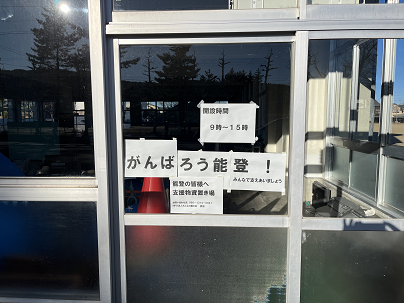 開設時間
9時～15時
がんばろう能登！
みんなで支えあいましょう
能登の皆様へ
支援物資置き場